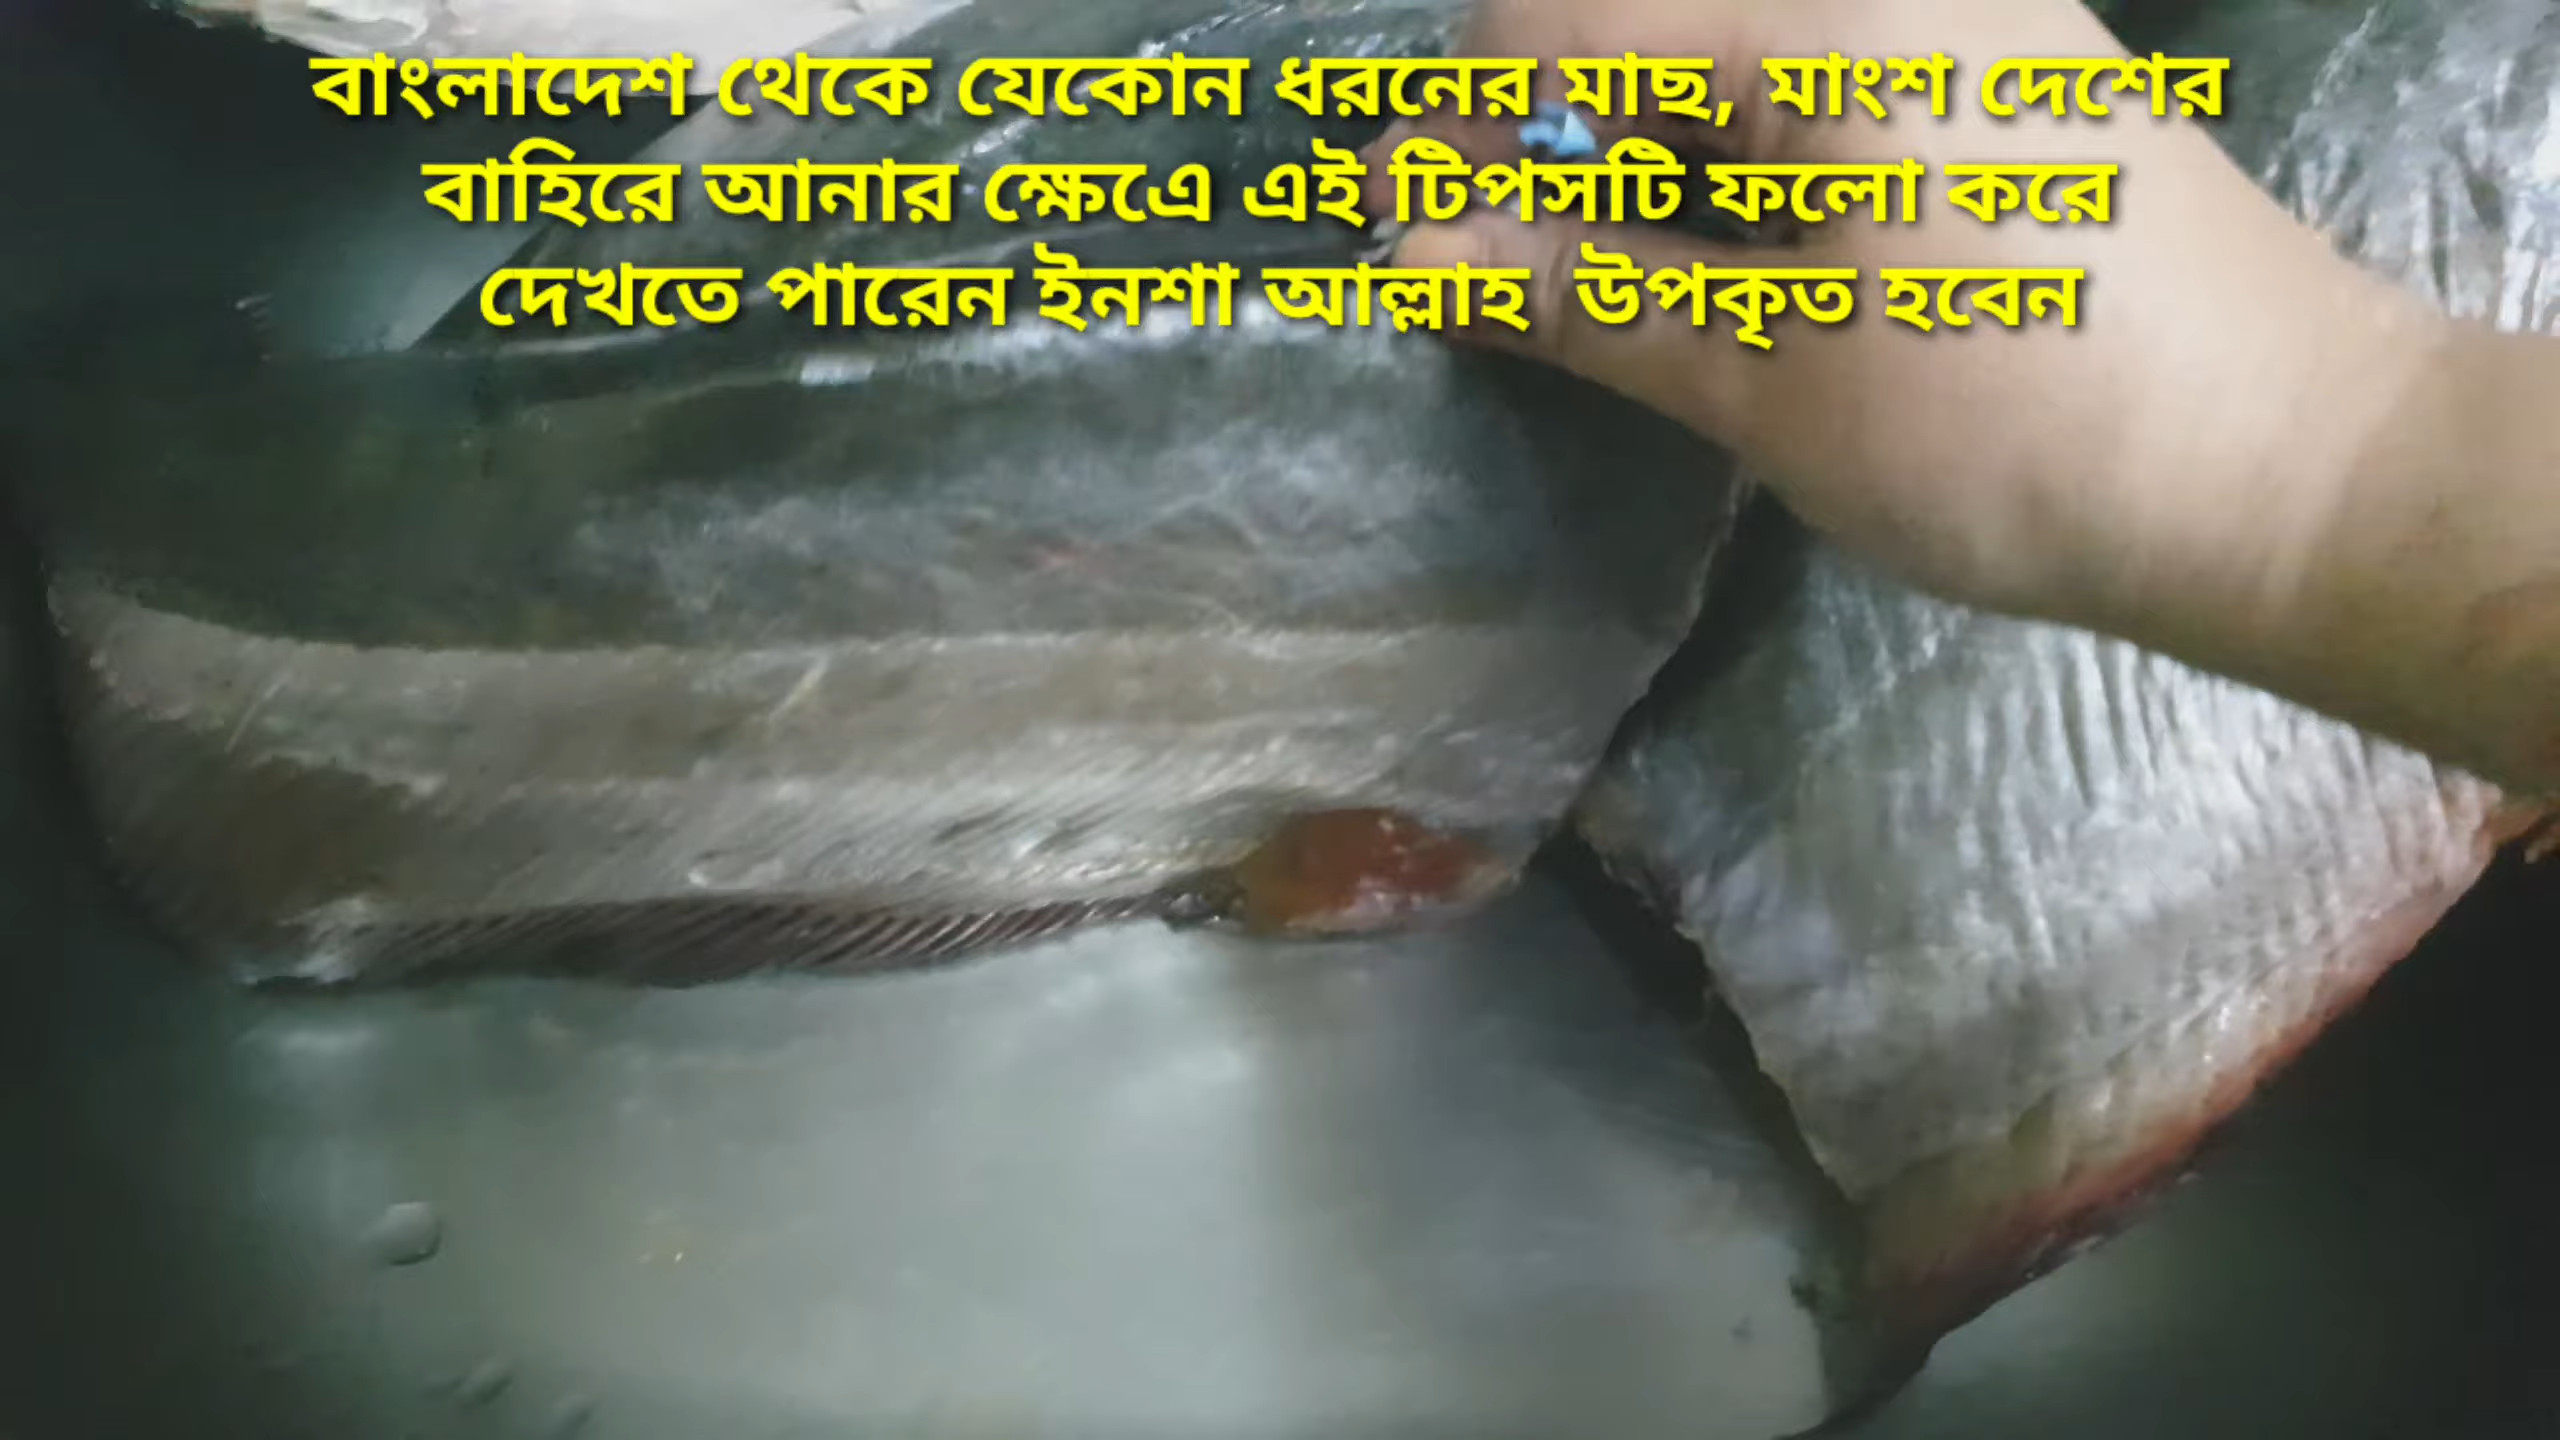 বাংলাদেশ থেকে যেকোন ধরনের মাছ, মাংশ দেশের
বাহিরে আনার ক্ষেএে এই টিপসটি ফলো করে
দেখতে পারেন ইনশা আল্লাহ উপকৃত হবেন